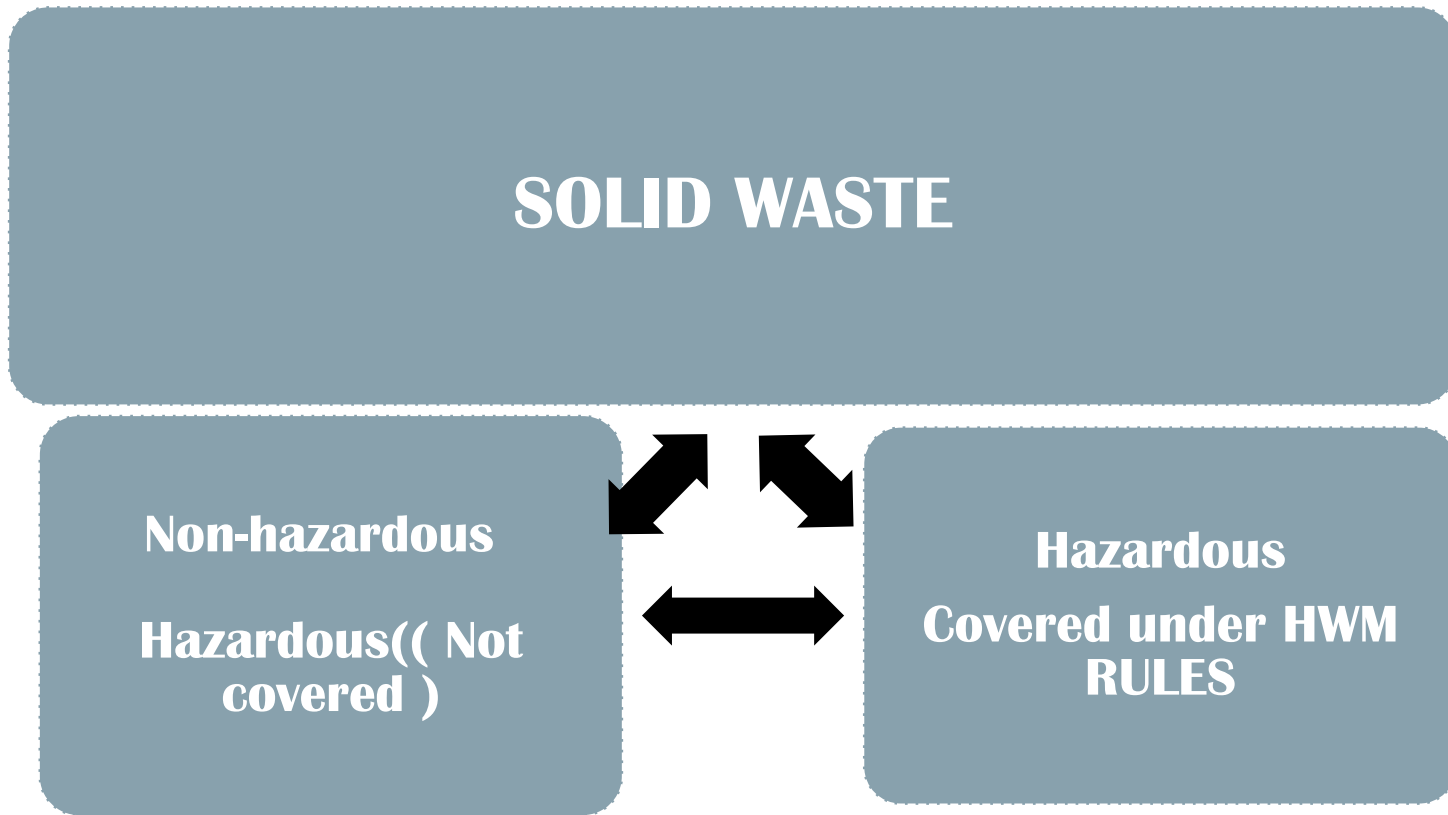 SOLID WASTE
Non-hazardous
Hazardous(( Not
covered )
Hazardous
Covered under HWM
RULES